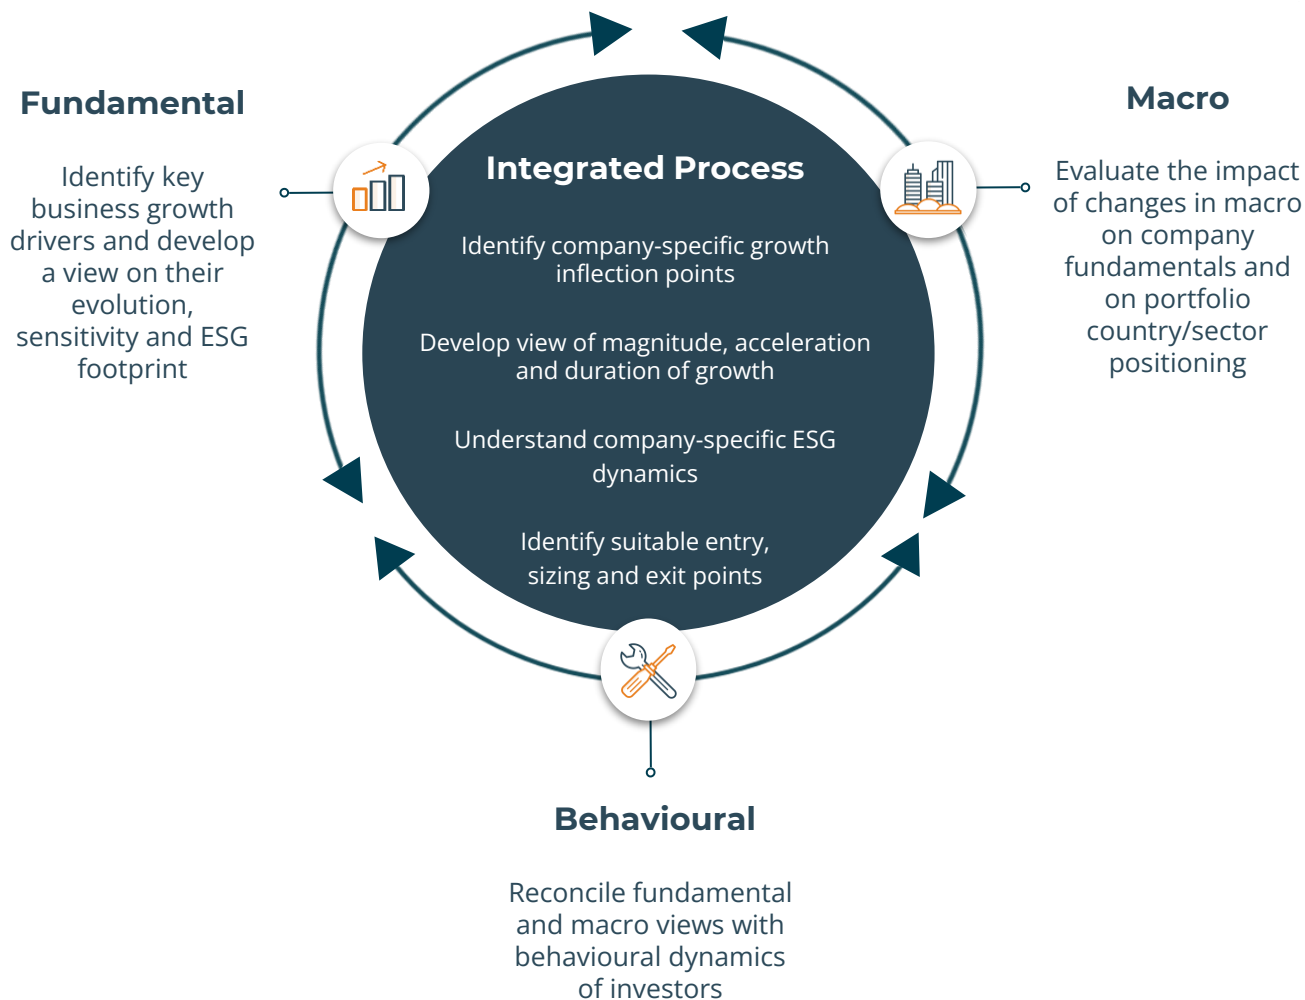 Fundamental
Identify key
business growth
drivers and develop
a view on their
evolution,
sensitivity and ESG
footprint
Integrated Process
Identify company-specific growth
inflection points
Develop view of magnitude, acceleration
and duration of growth
Understand company-specific ESG
dynamics
Identify suitable entry,
sizing and exit points
Macro
Evaluate the impact
of changes in macro
on company
fundamentals and
on portfolio
country/sector
positioning
Behavioural
Reconcile fundamental
and macro views with
behavioural dynamics
of investors